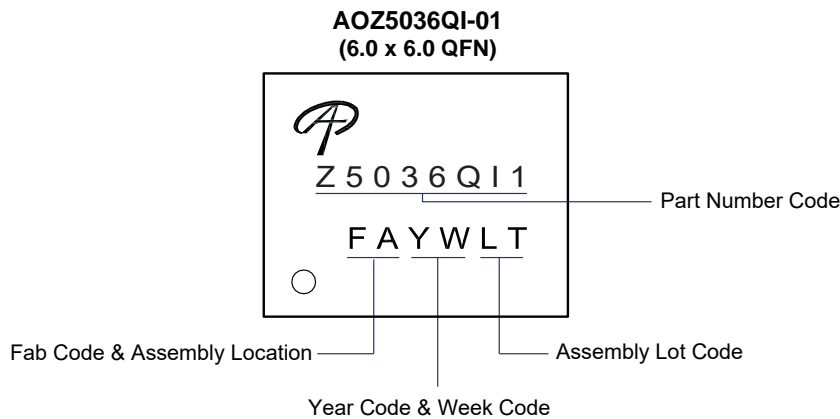 AOZ5036QI-01
(6.0 x 6.0 QFN)
Z5036QI1
Part Number Code
FAYWLT
Fab Code & Assembly Location
Assembly Lot Code
Year Code & Week Code